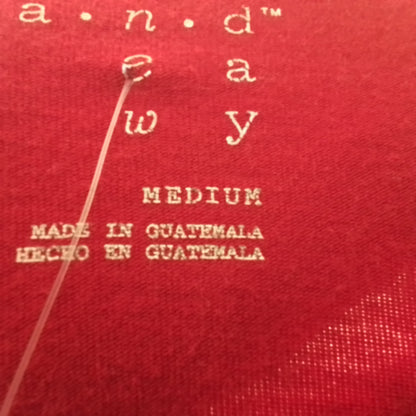 a · n · d™
e a
w y
MEDIUM
MADE IN GUATEMALA
HECHO EN GUATEMALA